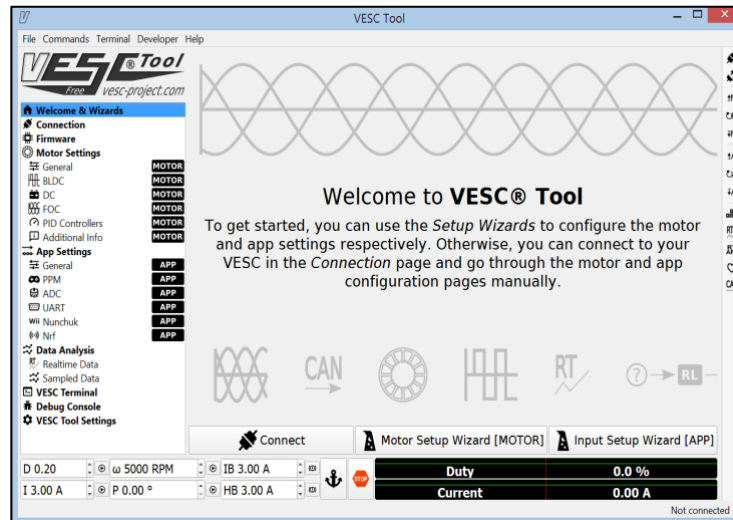 VESC Tool
File Commands Terminal Developer Help
VESC® Tool
Free vesc-project.com
Welcome & Wizards
Connection
Firmware
Motor Settings
General MOTOR
BLDC MOTOR
DC MOTOR
FOC MOTOR
PID Controllers MOTOR
Additional Info MOTOR
App Settings
General APP
PPM APP
ADC APP
UART APP
Wii Nunchuk APP
Nrf APP
Data Analysis
RT Realtime Data
Sampled Data
VESC Terminal
Debug Console
VESC Tool Settings
Welcome to VESC® Tool
To get started, you can use the Setup Wizards to configure the motor
and app settings respectively. Otherwise, you can connect to your
VESC in the Connection page and go through the motor and app
configuration pages manually.
CAN RT ? RL
Connect Motor Setup Wizard [MOTOR] Input Setup Wizard [APP]
D 0.20 ω 5000 RPM IB 3.00 A
I 3.00 A P 0.00 ° HB 3.00 A
STOP
Duty 0.0 %
Current 0.00 A
Not connected